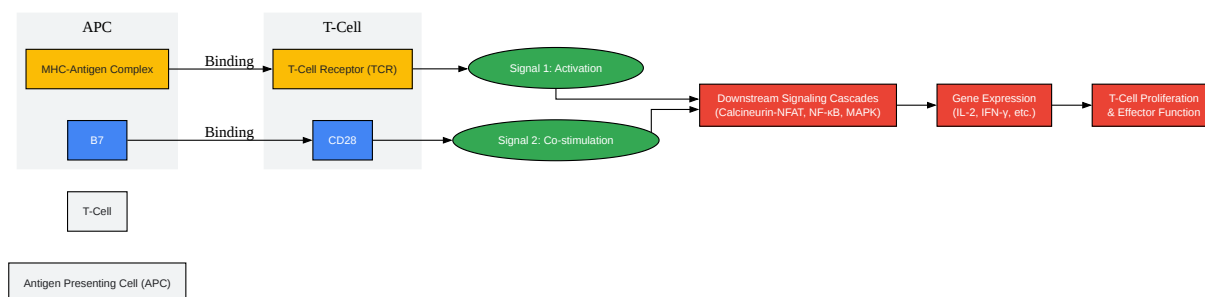 APC
T-Cell
MHC-Antigen Complex
Binding
T-Cell Receptor (TCR)
Signal 1: Activation
Downstream Signaling Cascades
(Calcineurin-NFAT, NF-κB, MAPK)
Gene Expression
(IL-2, IFN-γ, etc.)
T-Cell Proliferation
& Effector Function
B7
Binding
CD28
Signal 2: Co-stimulation
T-Cell
Antigen Presenting Cell (APC)